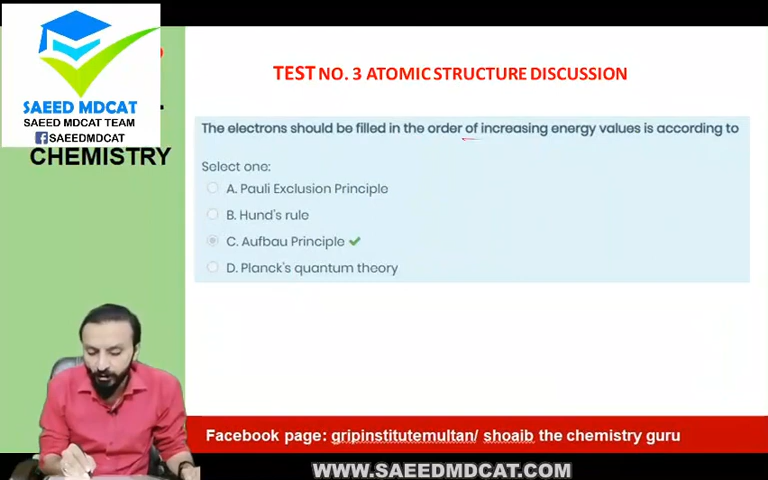 SAEED MDCAT
SAEED MDCAT TEAM
SAEEDMDCAT
CHEMISTRY
TEST NO. 3 ATOMIC STRUCTURE DISCUSSION
The electrons should be filled in the order of increasing energy values is according to
Select one:
A. Pauli Exclusion Principle
B. Hund's rule
C. Aufbau Principle
D. Planck's quantum theory
Facebook page: gripinstitutemultan/ shoaib the chemistry guru
WWW.SAEEDMDCAT.COM